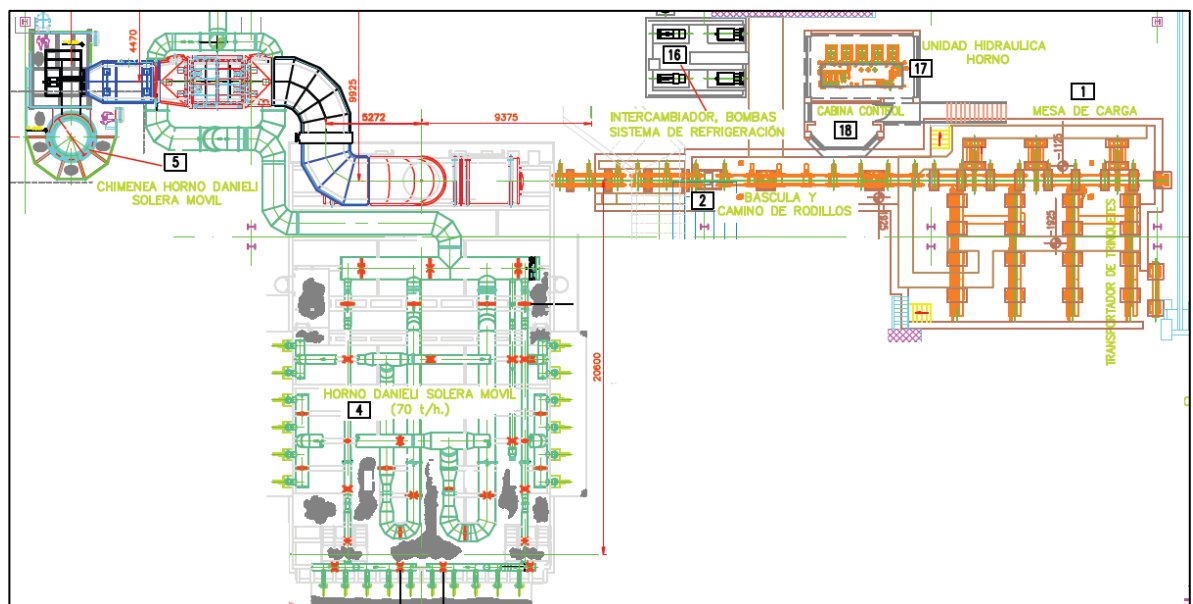 4470
9925
5272
9375
16
UNIDAD HIDRAULICA
HORNO
17
1
MESA DE CARGA
INTERCAMBIADOR, BOMBAS
SISTEMA DE REFRIGERACIÓN
CABINA CONTROL
18
-1125
5
CHIMENEA HORNO DANIELI
SOLERA MOVIL
2
BASCULA Y
CAMINO DE RODILLOS
-1925
TRANSPORTADOR DE TRINQUETES
20600
HORNO DANIELI SOLERA MOVIL
4
(70 t/h.)